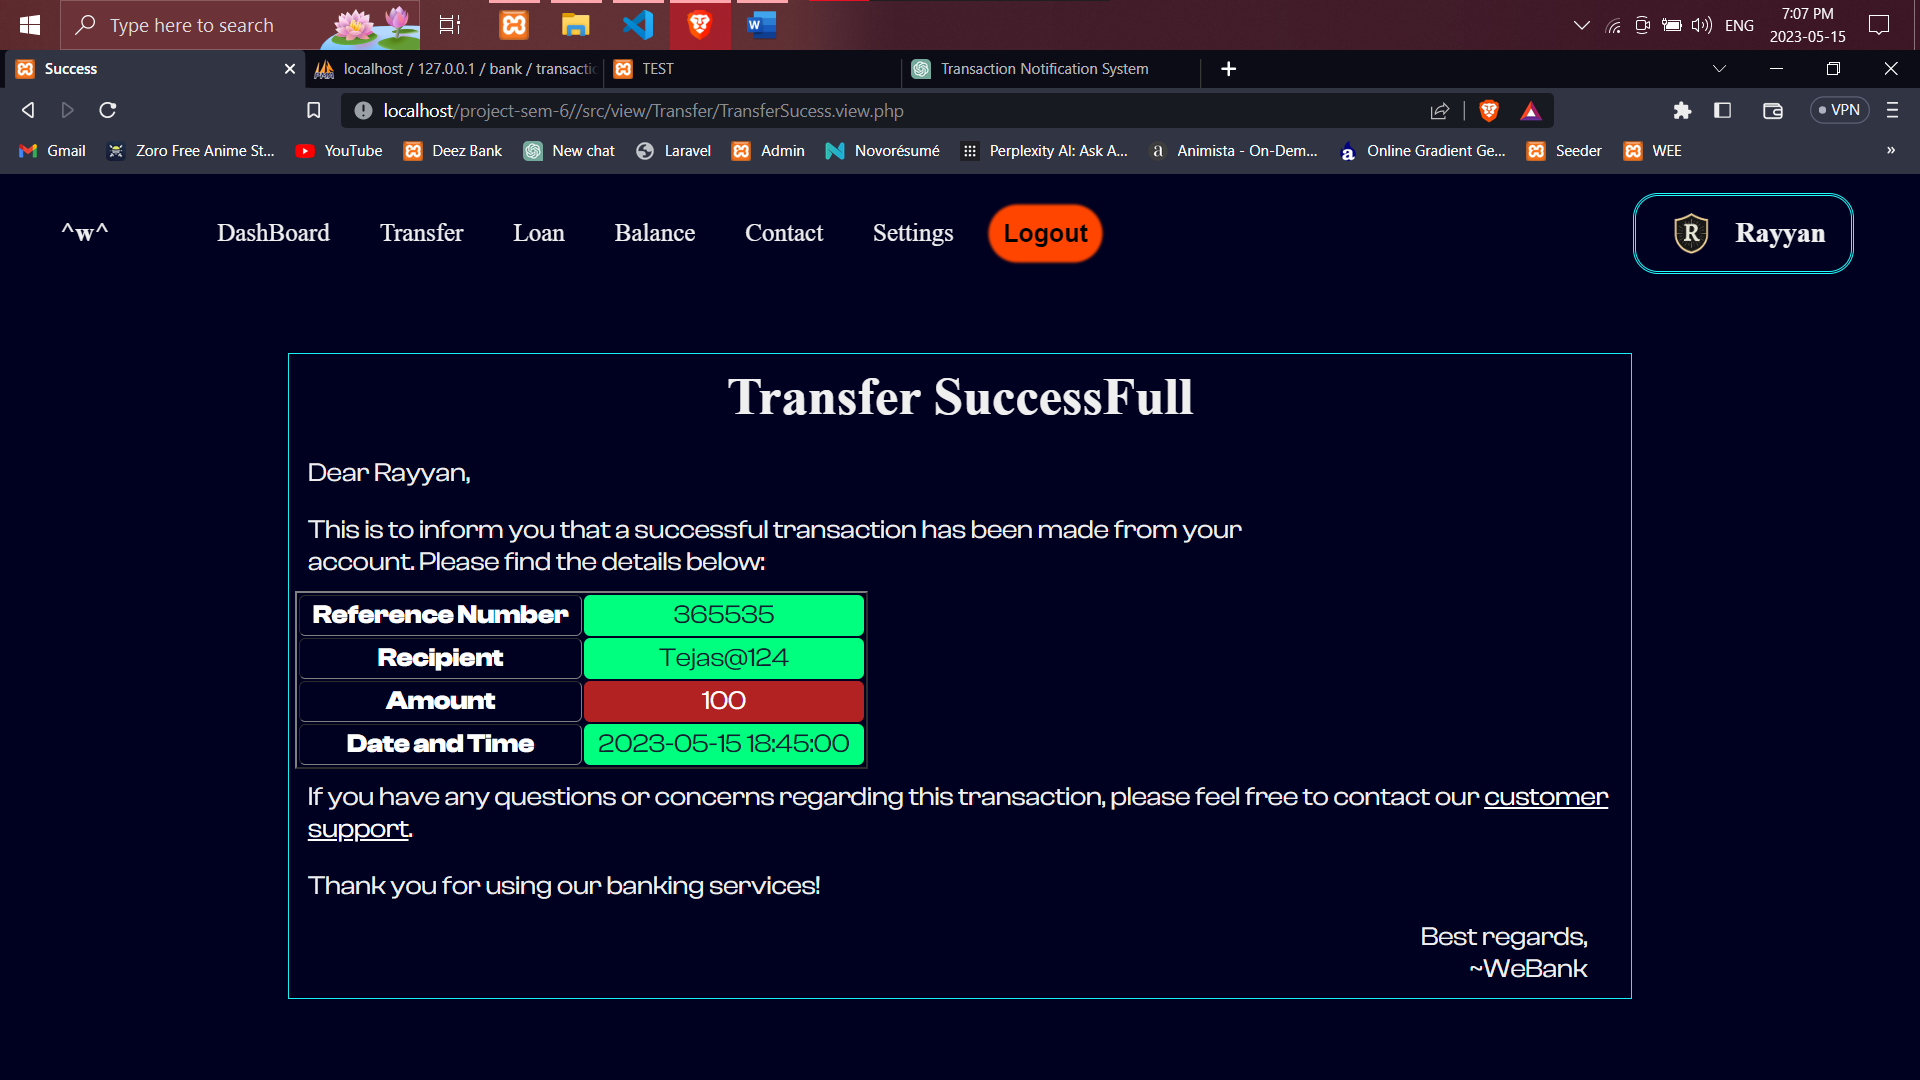 Type here to search
ENG
7:07 PM
2023-05-15
Success
localhost / 127.0.0.1 / bank / transactic
TEST
Transaction Notification System
localhost/project-sem-6//src/view/Transfer/TransferSucess.view.php
VPN
Gmail
Zoro Free Anime St...
YouTube
Deez Bank
New chat
Laravel
Admin
Novorésumé
Perplexity AI: Ask A...
Animista - On-Dem...
Online Gradient Ge...
Seeder
WEE
»
^w^
DashBoard
Transfer
Loan
Balance
Contact
Settings
Logout
R
Rayyan
Transfer SuccessFull
Dear Rayyan,
This is to inform you that a successful transaction has been made from your
account. Please find the details below:
Reference Number 365535
Recipient Tejas@124
Amount 100
Date and Time 2023-05-15 18:45:00
If you have any questions or concerns regarding this transaction, please feel free to contact our customer
support.
Thank you for using our banking services!
Best regards,
~WeBank